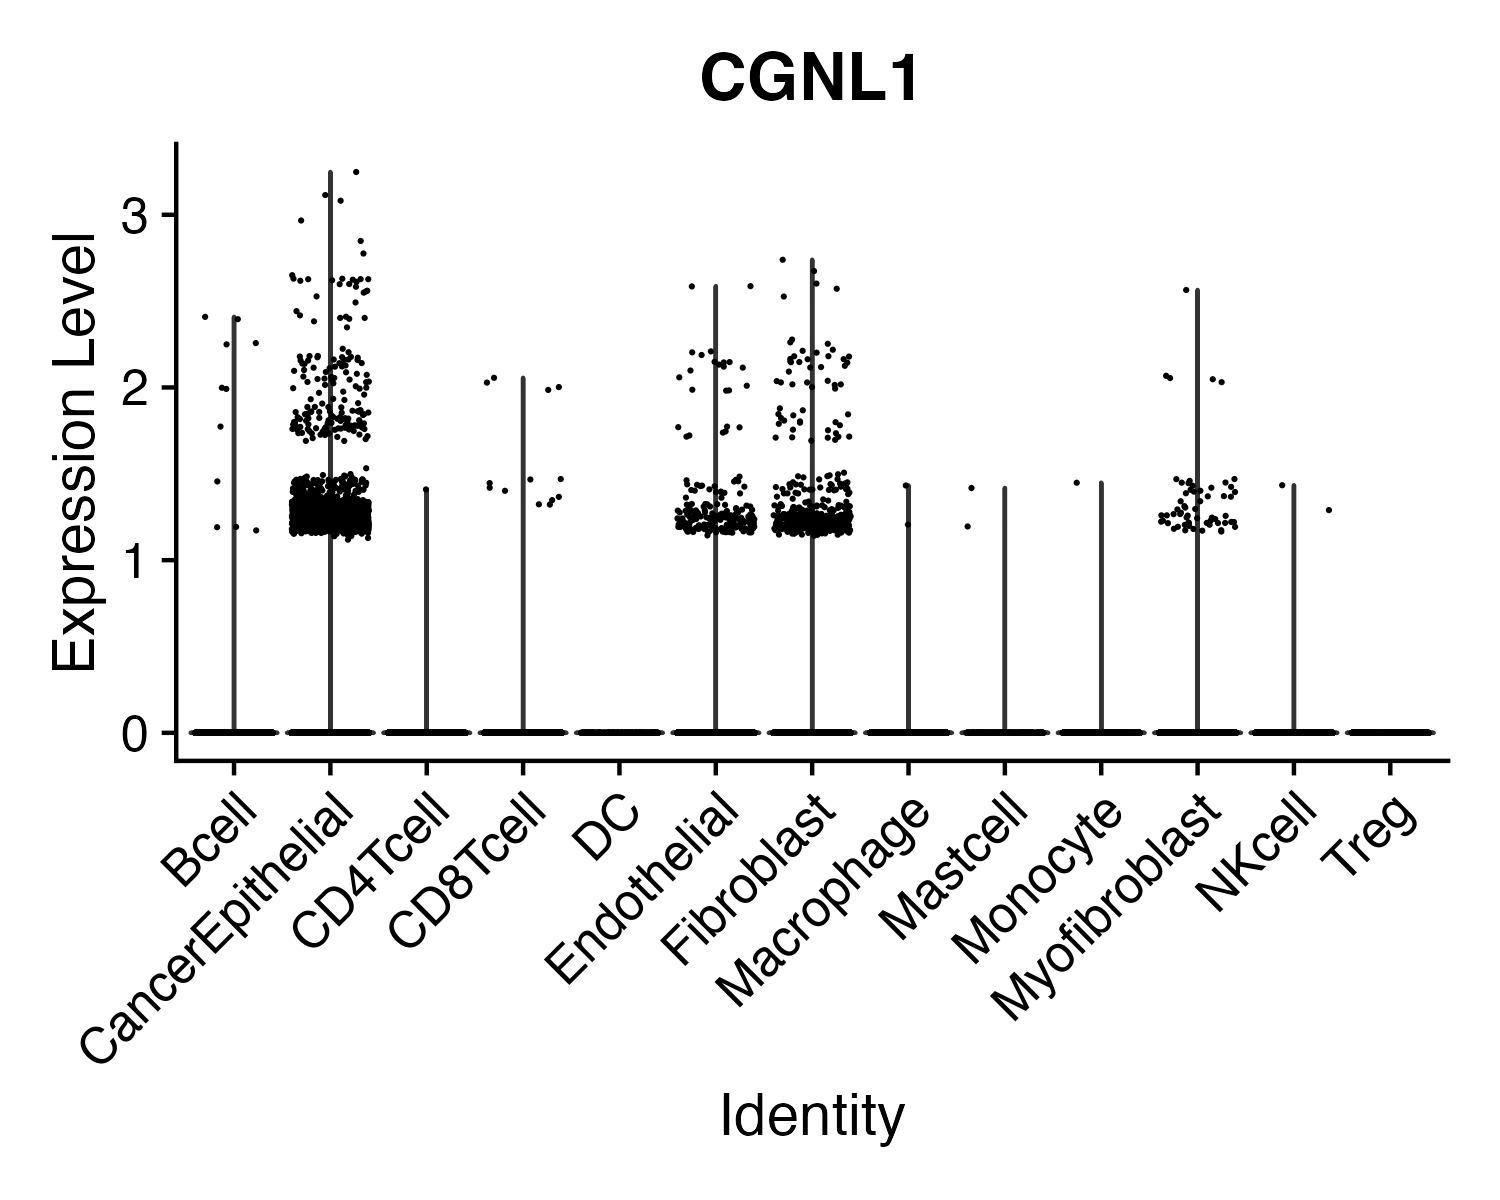 CGNL1
Expression Level
3
2
1
0
Bcell
CancerEpithelial
CD4Tcell
CD8Tcell
DC
Endothelial
Fibroblast
Macrophage
Mastcell
Monocyte
Myofibroblast
NKcell
Treg
Identity